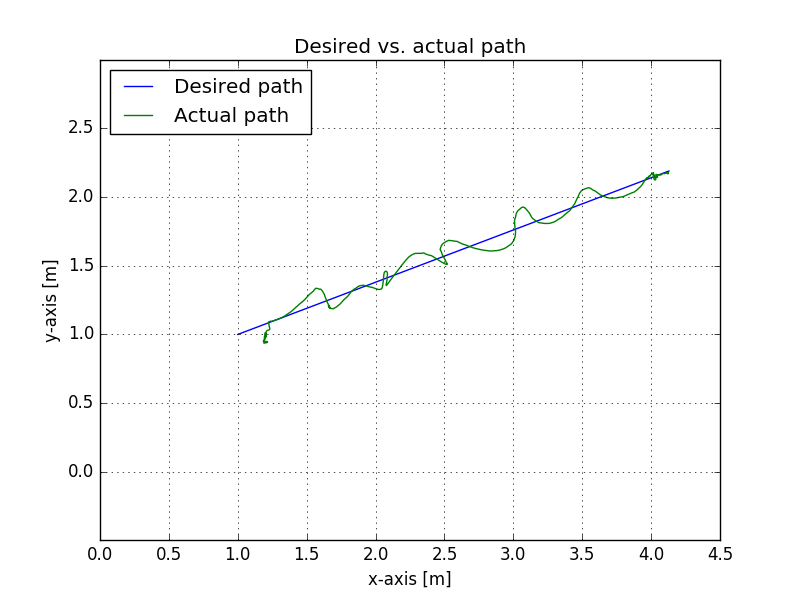 Desired vs. actual path
Desired path
Actual path
2.5
2.0
1.5
1.0
0.5
0.0
y-axis [m]
0.0 0.5 1.0 1.5 2.0 2.5 3.0 3.5 4.0 4.5
x-axis [m]